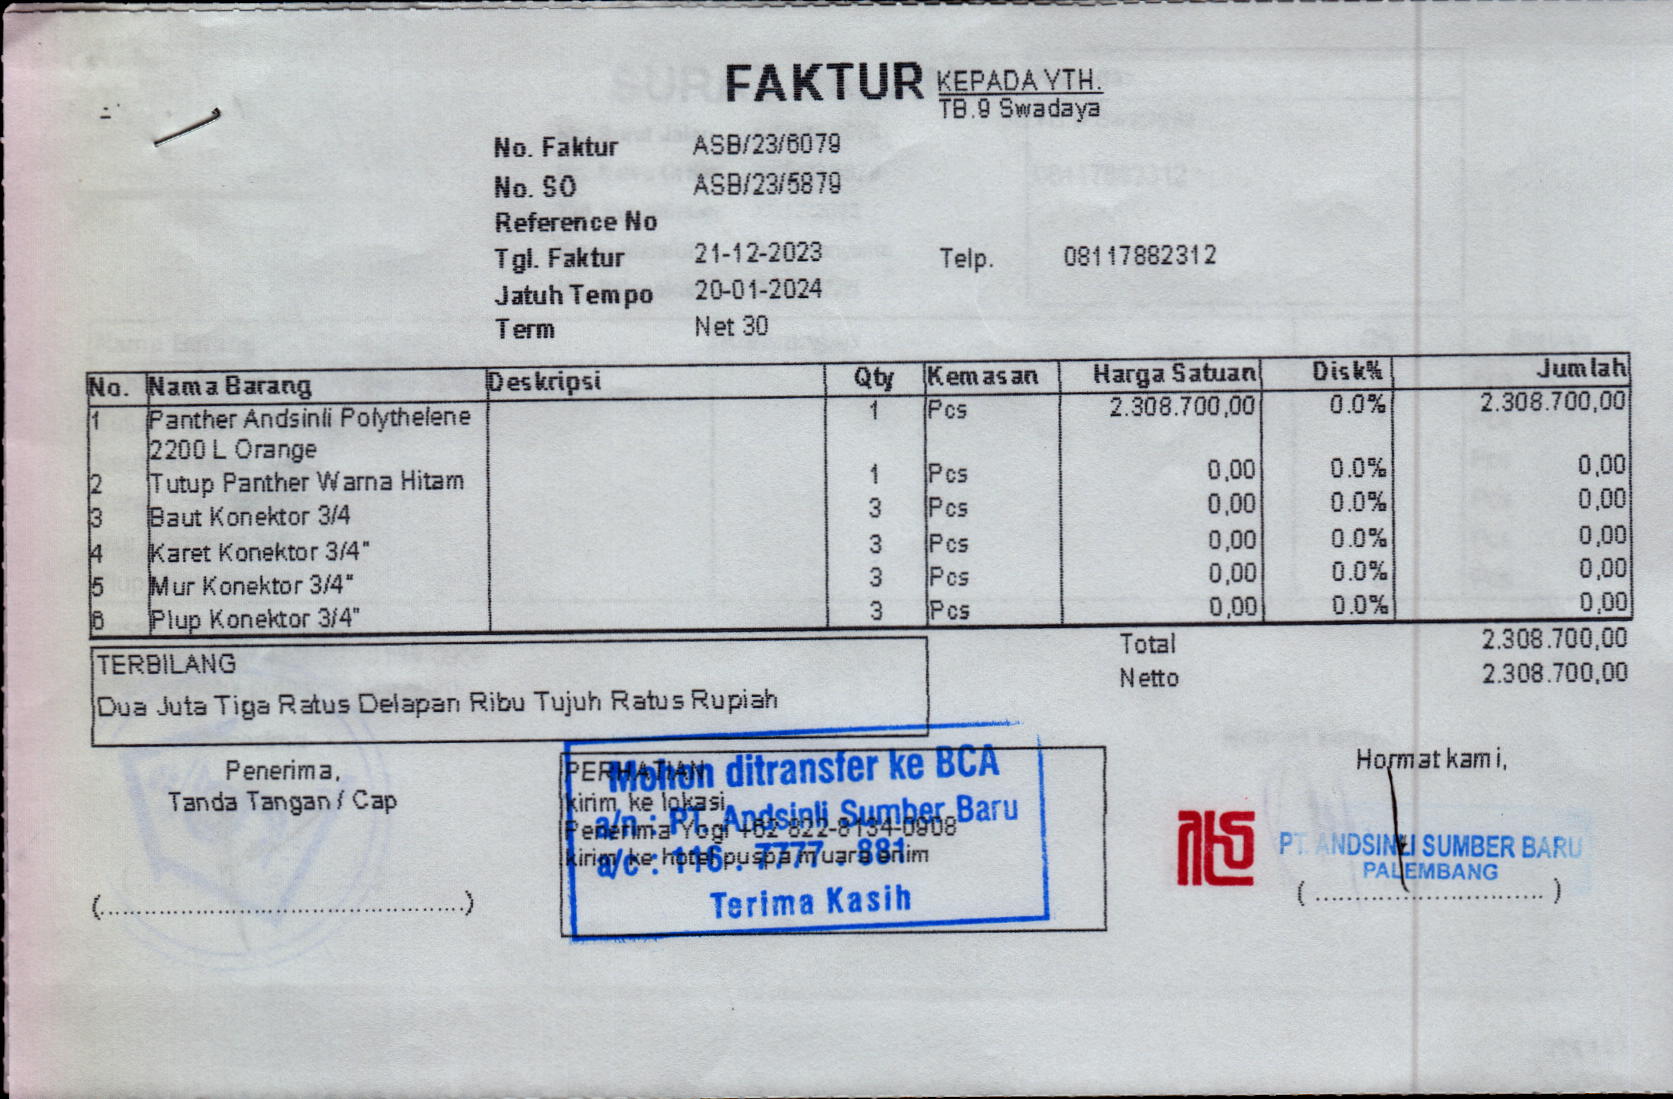 FAKTUR
KEPADA YTH.
TB.9 Swadaya
No. Faktur ASB/23/6079
No. SO ASB/23/5879
Reference No
Tgl. Faktur 21-12-2023 Telp. 08117882312
Jatuh Tempo 20-01-2024
Term Net 30
No. Nama Barang Deskripsi Qty Kemasan Harga Satuan Disk% Jumlah
1 Panther Andsinli Polythelene 1 Pcs 2.308.700,00 0.0% 2.308.700,00
2200 L Orange
2 Tutup Panther Warna Hitam 1 Pcs 0,00 0.0% 0,00
3 Baut Konektor 3/4 3 Pcs 0,00 0.0% 0,00
4 Karet Konektor 3/4" 3 Pcs 0,00 0.0% 0,00
5 Mur Konektor 3/4" 3 Pcs 0,00 0.0% 0,00
6 Plup Konektor 3/4" 3 Pcs 0,00 0.0% 0,00
Total 2.308.700,00
Netto 2.308.700,00
TERBILANG
Dua Juta Tiga Ratus Delapan Ribu Tujuh Ratus Rupiah
Penerima,
Tanda Tangan / Cap
(............................................)
PERHATIAN
kirim ke lokasi
Penerima Yogi +62-822-8134-0908
kirim ke hotel puspa muara enim
Mohon ditransfer ke BCA
a/n : PT. Andsinli Sumber Baru
a/c : 116 . 7777 . 881
Terima Kasih
Hormat kami,
PT. ANDSINLI SUMBER BARU
PALEMBANG
(............................)